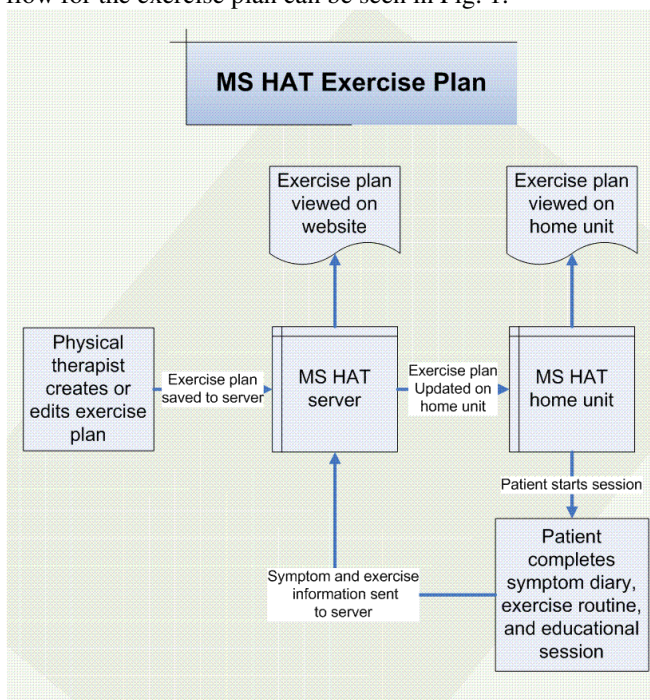 flow for the exercise plan can be seen in Fig. 1.
MS HAT Exercise Plan
Exercise plan
viewed on
website
Exercise plan
viewed on
home unit
Physical
therapist
creates or
edits exercise
plan
Exercise plan
saved to server
MS HAT
server
Exercise plan
Updated on
home unit
MS HAT
home unit
Patient starts session
Patient
completes
symptom diary,
exercise routine,
and educational
session
Symptom and exercise
information sent
to server